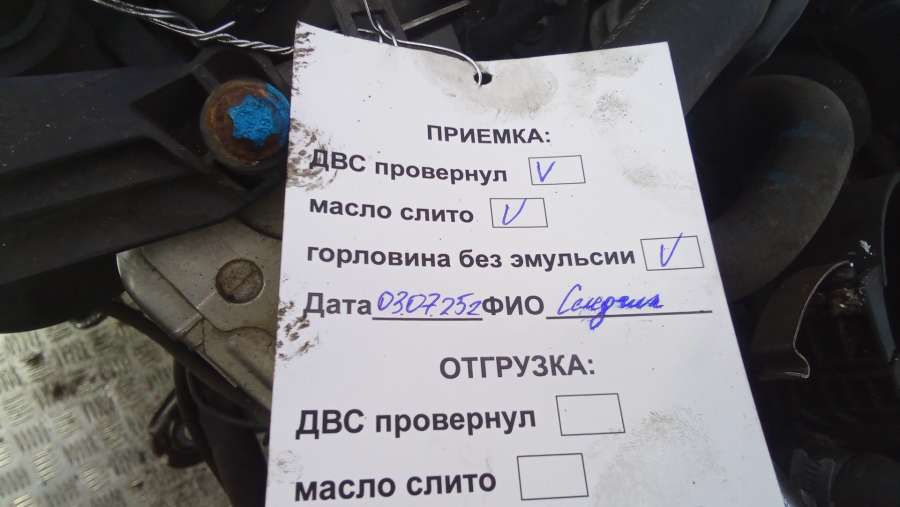 ПРИЕМКА:
ДВС провернул V
масло слито V
горловина без эмульсии V
Дата 03.07.25г ФИО
ОТГРУЗКА:
ДВС провернул
масло слито